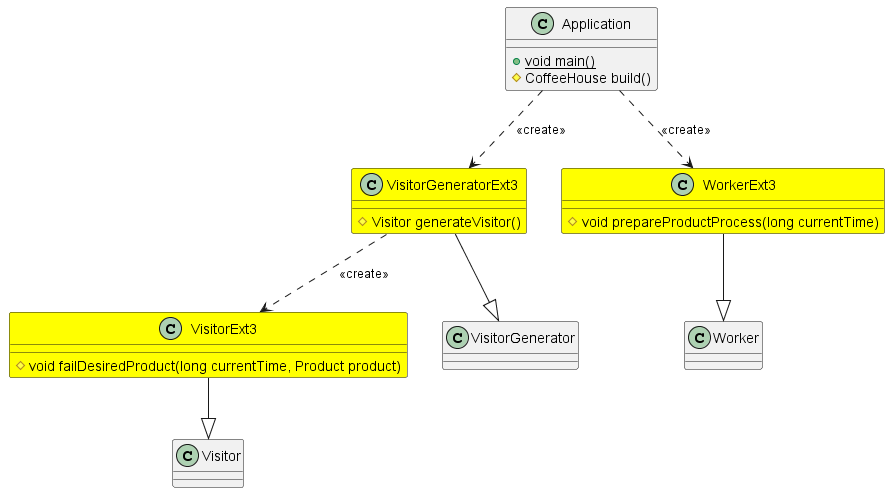 C Application
void main()
CoffeeHouse build()
«create»
«create»
C VisitorGeneratorExt3
Visitor generateVisitor()
C WorkerExt3
void prepareProductProcess(long currentTime)
«create»
C VisitorExt3
void failDesiredProduct(long currentTime, Product product)
C VisitorGenerator
C Worker
C Visitor